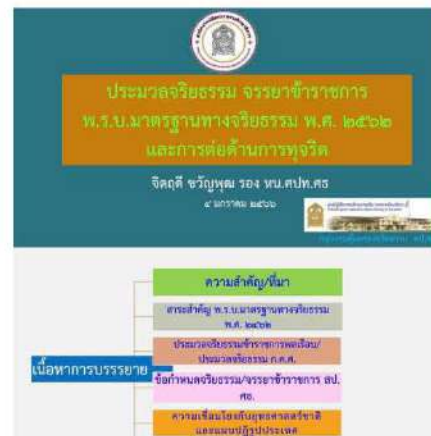 ประมวลจริยธรรม จรรยาข้าราชการ
พ.ร.บ.มาตรฐานทางจริยธรรม พ.ศ. ๒๕๖๒
และการต่อต้านการทุจริต
จิตฤดี ขวัญพุฒ รอง หน.ศปท.ศธ
๔ มกราคม ๒๕๖๖
ความสำคัญ/ที่มา
สาระสำคัญ พ.ร.บ.มาตรฐานทางจริยธรรม
พ.ศ. ๒๕๖๒
ประมวลจริยธรรมข้าราชการพลเรือน/
ประมวลจริยธรรม ก.ค.ศ.
เนื้อหาการบรรรยาย
ข้อกำหนดจริยธรรม/จรรยาข้าราชการ สป.
ศธ.
ความเชื่อมโยงกับยุทธศาสตร์ชาติ
และแผนปฏิรูปประเทศ